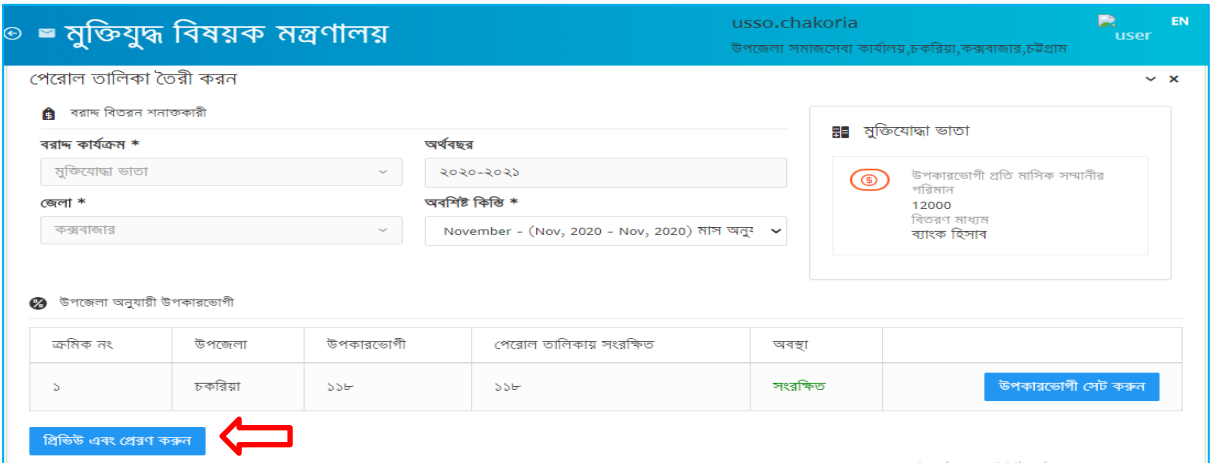 মুক্তিযুদ্ধ বিষয়ক মন্ত্রণালয়
usso.chakoria
উপজেলা সমাজসেবা কার্যালয়,চকরিয়া,কক্সবাজার,চট্টগ্রাম
user
EN
পেরোল তালিকা তৈরী করন
বরাদ্দ বিতরন শনাক্তকারী
বরাদ্দ কার্যক্রম *
অর্থবছর
মুক্তিযোদ্ধা ভাতা
২০২০-২০২১
জেলা *
অবশিষ্ট কিস্তি *
কক্সবাজার
November - (Nov, 2020 - Nov, 2020) মাস
মুক্তিযোদ্ধা ভাতা
উপকারভোগী প্রতি মাসিক সম্মানীর
পরিমান
12000
বিতরণ মাধ্যম
ব্যাংক হিসাব
উপজেলা অনুযায়ী উপকারভোগী
ক্রমিক নং উপজেলা উপকারভোগী পেরোল তালিকায় সংরক্ষিত অবস্থা
১ চকরিয়া ১১৮ ১১৮ সংরক্ষিত উপকারভোগী সেট করুন
প্রিভিউ এবং প্রেরণ করুন